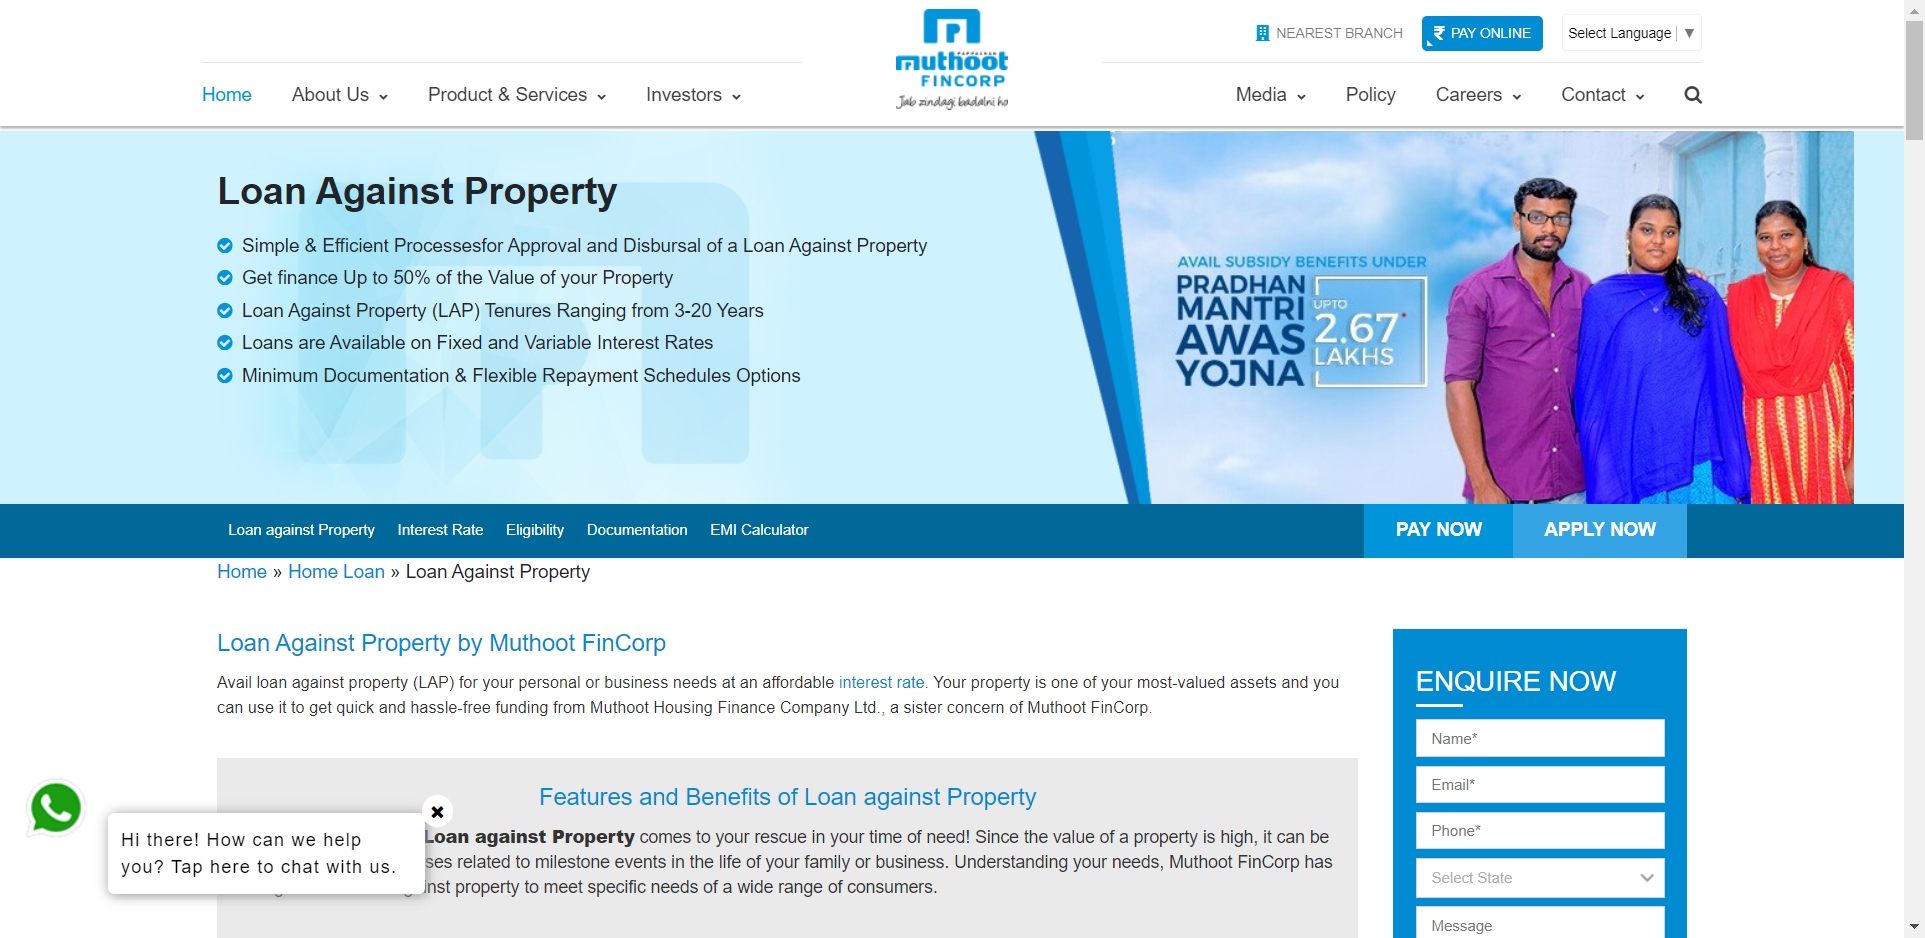 NEAREST BRANCH
₹ PAY ONLINE
Select Language ▼
Home
About Us
Product & Services
Investors
PAPPACHAN
muthoot
FINCORP
Jab zindagi badalni ho
Media
Policy
Careers
Contact
Loan Against Property
Simple & Efficient Processesfor Approval and Disbursal of a Loan Against Property
Get finance Up to 50% of the Value of your Property
Loan Against Property (LAP) Tenures Ranging from 3-20 Years
Loans are Available on Fixed and Variable Interest Rates
Minimum Documentation & Flexible Repayment Schedules Options
AVAIL SUBSIDY BENEFITS UNDER
PRADHAN
MANTRI
AWAS
YOJNA
UPTO
2.67*
LAKHS
Loan against Property
Interest Rate
Eligibility
Documentation
EMI Calculator
PAY NOW
APPLY NOW
Home » Home Loan » Loan Against Property
Loan Against Property by Muthoot FinCorp
Avail loan against property (LAP) for your personal or business needs at an affordable interest rate. Your property is one of your most-valued assets and you
can use it to get quick and hassle-free funding from Muthoot Housing Finance Company Ltd., a sister concern of Muthoot FinCorp.
Features and Benefits of Loan against Property
Loan against Property comes to your rescue in your time of need! Since the value of a property is high, it can be
ses related to milestone events in the life of your family or business. Understanding your needs, Muthoot FinCorp has
inst property to meet specific needs of a wide range of consumers.
Hi there! How can we help
you? Tap here to chat with us.
ENQUIRE NOW
Name*
Email*
Phone*
Select State
Message